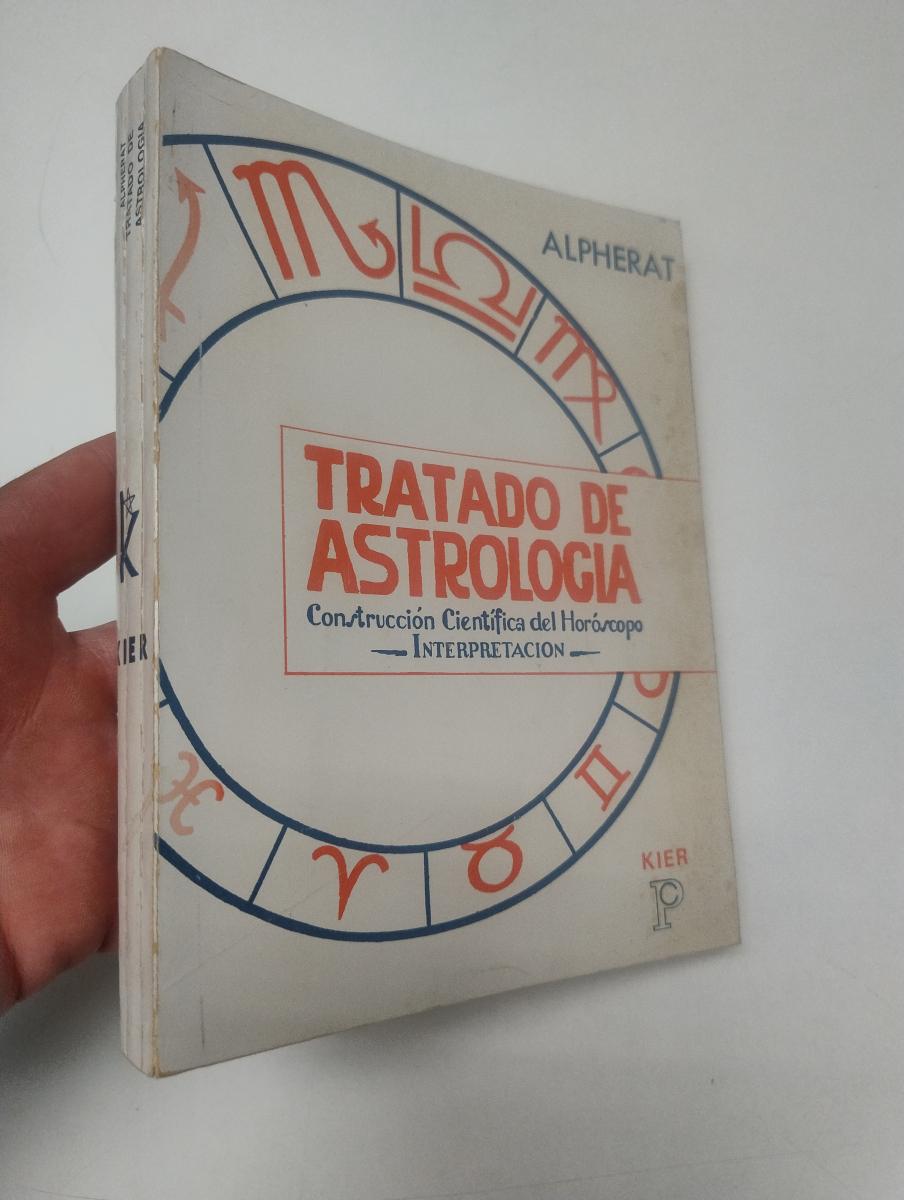 ALPHERAT
TRATADO DE
ASTROLOGIA
KIER
ALPHERAT
TRATADO DE
ASTROLOGIA
Construcción Científica del Horóscopo
INTERPRETACION
KIER